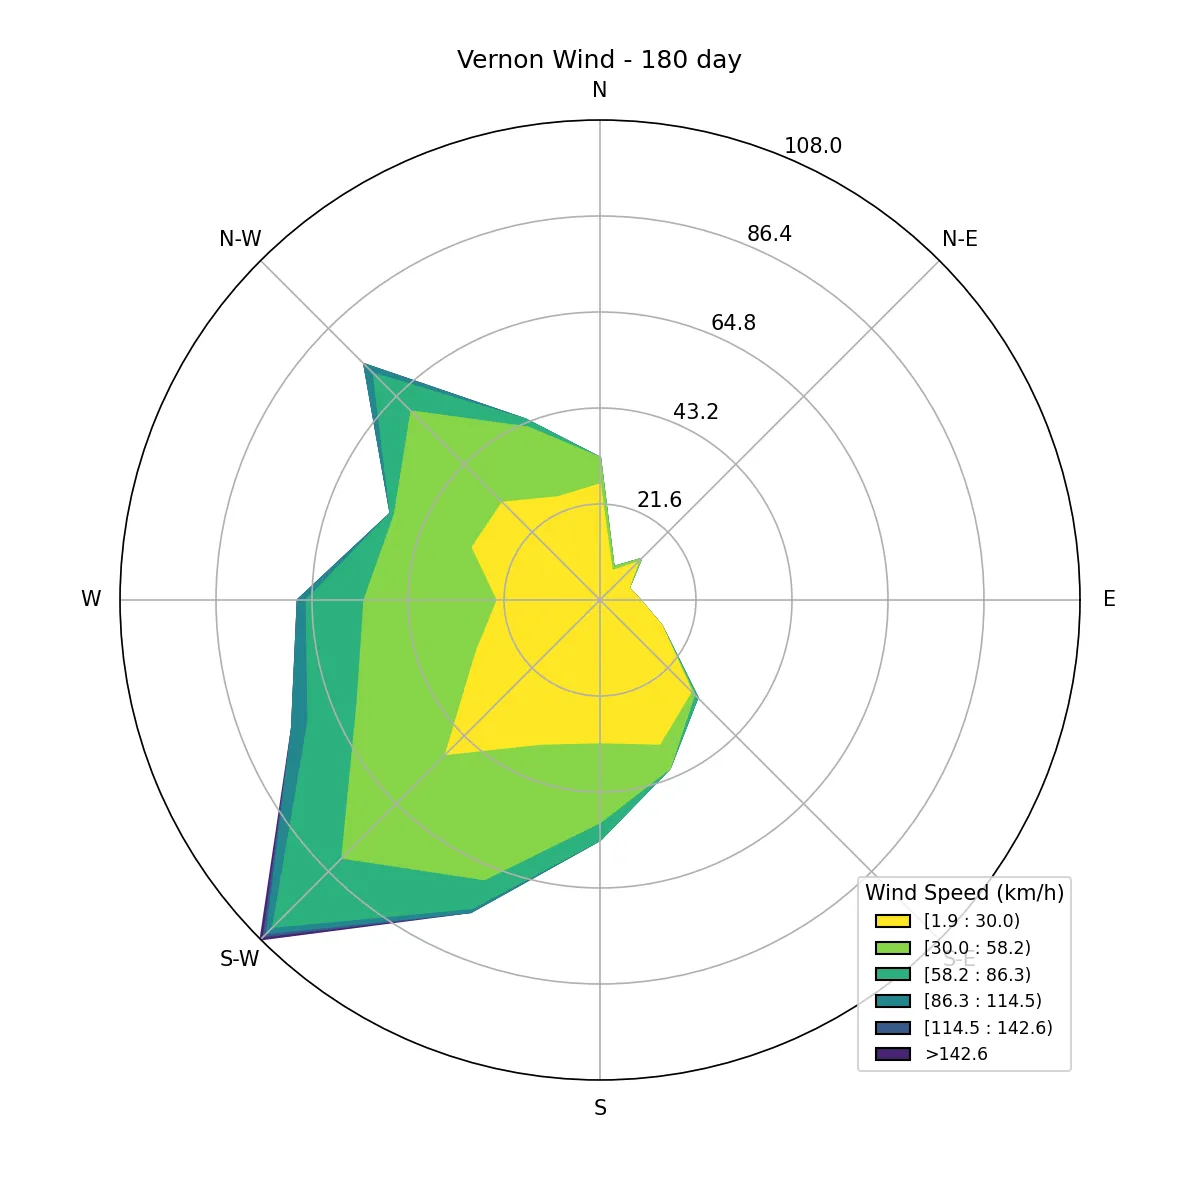 Vernon Wind - 180 day
N
108.0
N-W
N-E
86.4
64.8
43.2
21.6
W
E
Wind Speed (km/h)
[1.9 : 30.0)
[30.0 : 58.2)
S-W
S-E
[58.2 : 86.3)
[86.3 : 114.5)
[114.5 : 142.6)
>142.6
S